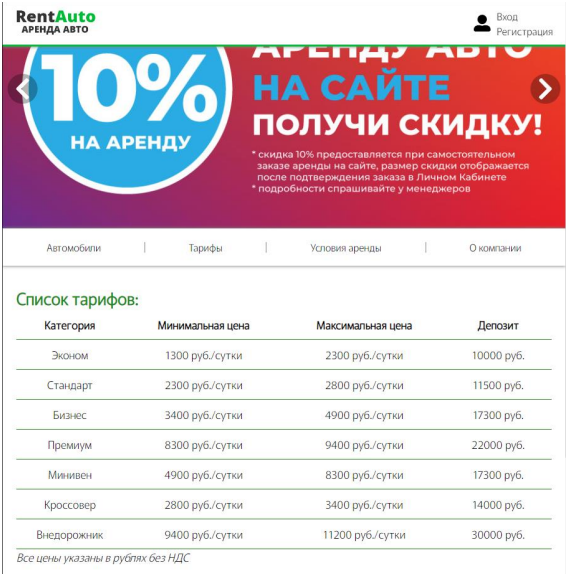 RentAuto
АРЕНДА АВТО
Вход
Регистрация
10%
НА АРЕНДУ
АРЕНДУ АВТО
НА САЙТЕ
ПОЛУЧИ СКИДКУ!
* скидка 10% предоставляется при самостоятельном
заказе аренды на сайте, размер скидки отображается
после подтверждения заказа в Личном Кабинете
* подробности спрашивайте у менеджеров
Автомобили | Тарифы | Условия аренды | О компании
Список тарифов:
Категория Минимальная цена Максимальная цена Депозит
Эконом 1300 руб./сутки 2300 руб./сутки 10000 руб.
Стандарт 2300 руб./сутки 2800 руб./сутки 11500 руб.
Бизнес 3400 руб./сутки 4900 руб./сутки 17300 руб.
Премиум 8300 руб./сутки 9400 руб./сутки 22000 руб.
Минивен 4900 руб./сутки 8300 руб./сутки 17300 руб.
Кроссовер 2800 руб./сутки 3400 руб./сутки 14000 руб.
Внедорожник 9400 руб./сутки 11200 руб./сутки 30000 руб.
Все цены указаны в рублях без НДС